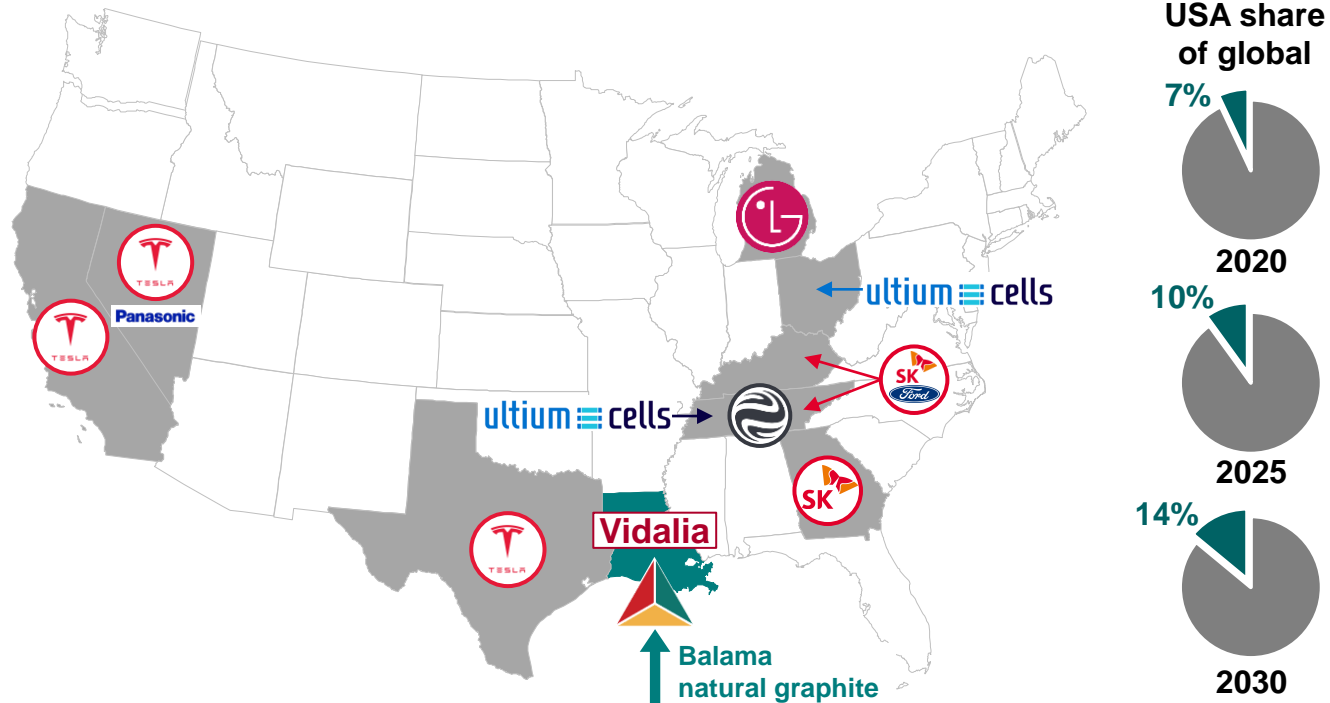 USA share
of global
7%
2020
10%
2025
14%
2030
TESLA
Panasonic
TESLA
LG
ultium cells
SK
Ford
ultium cells
SK
TESLA
Vidalia
Balama
natural graphite